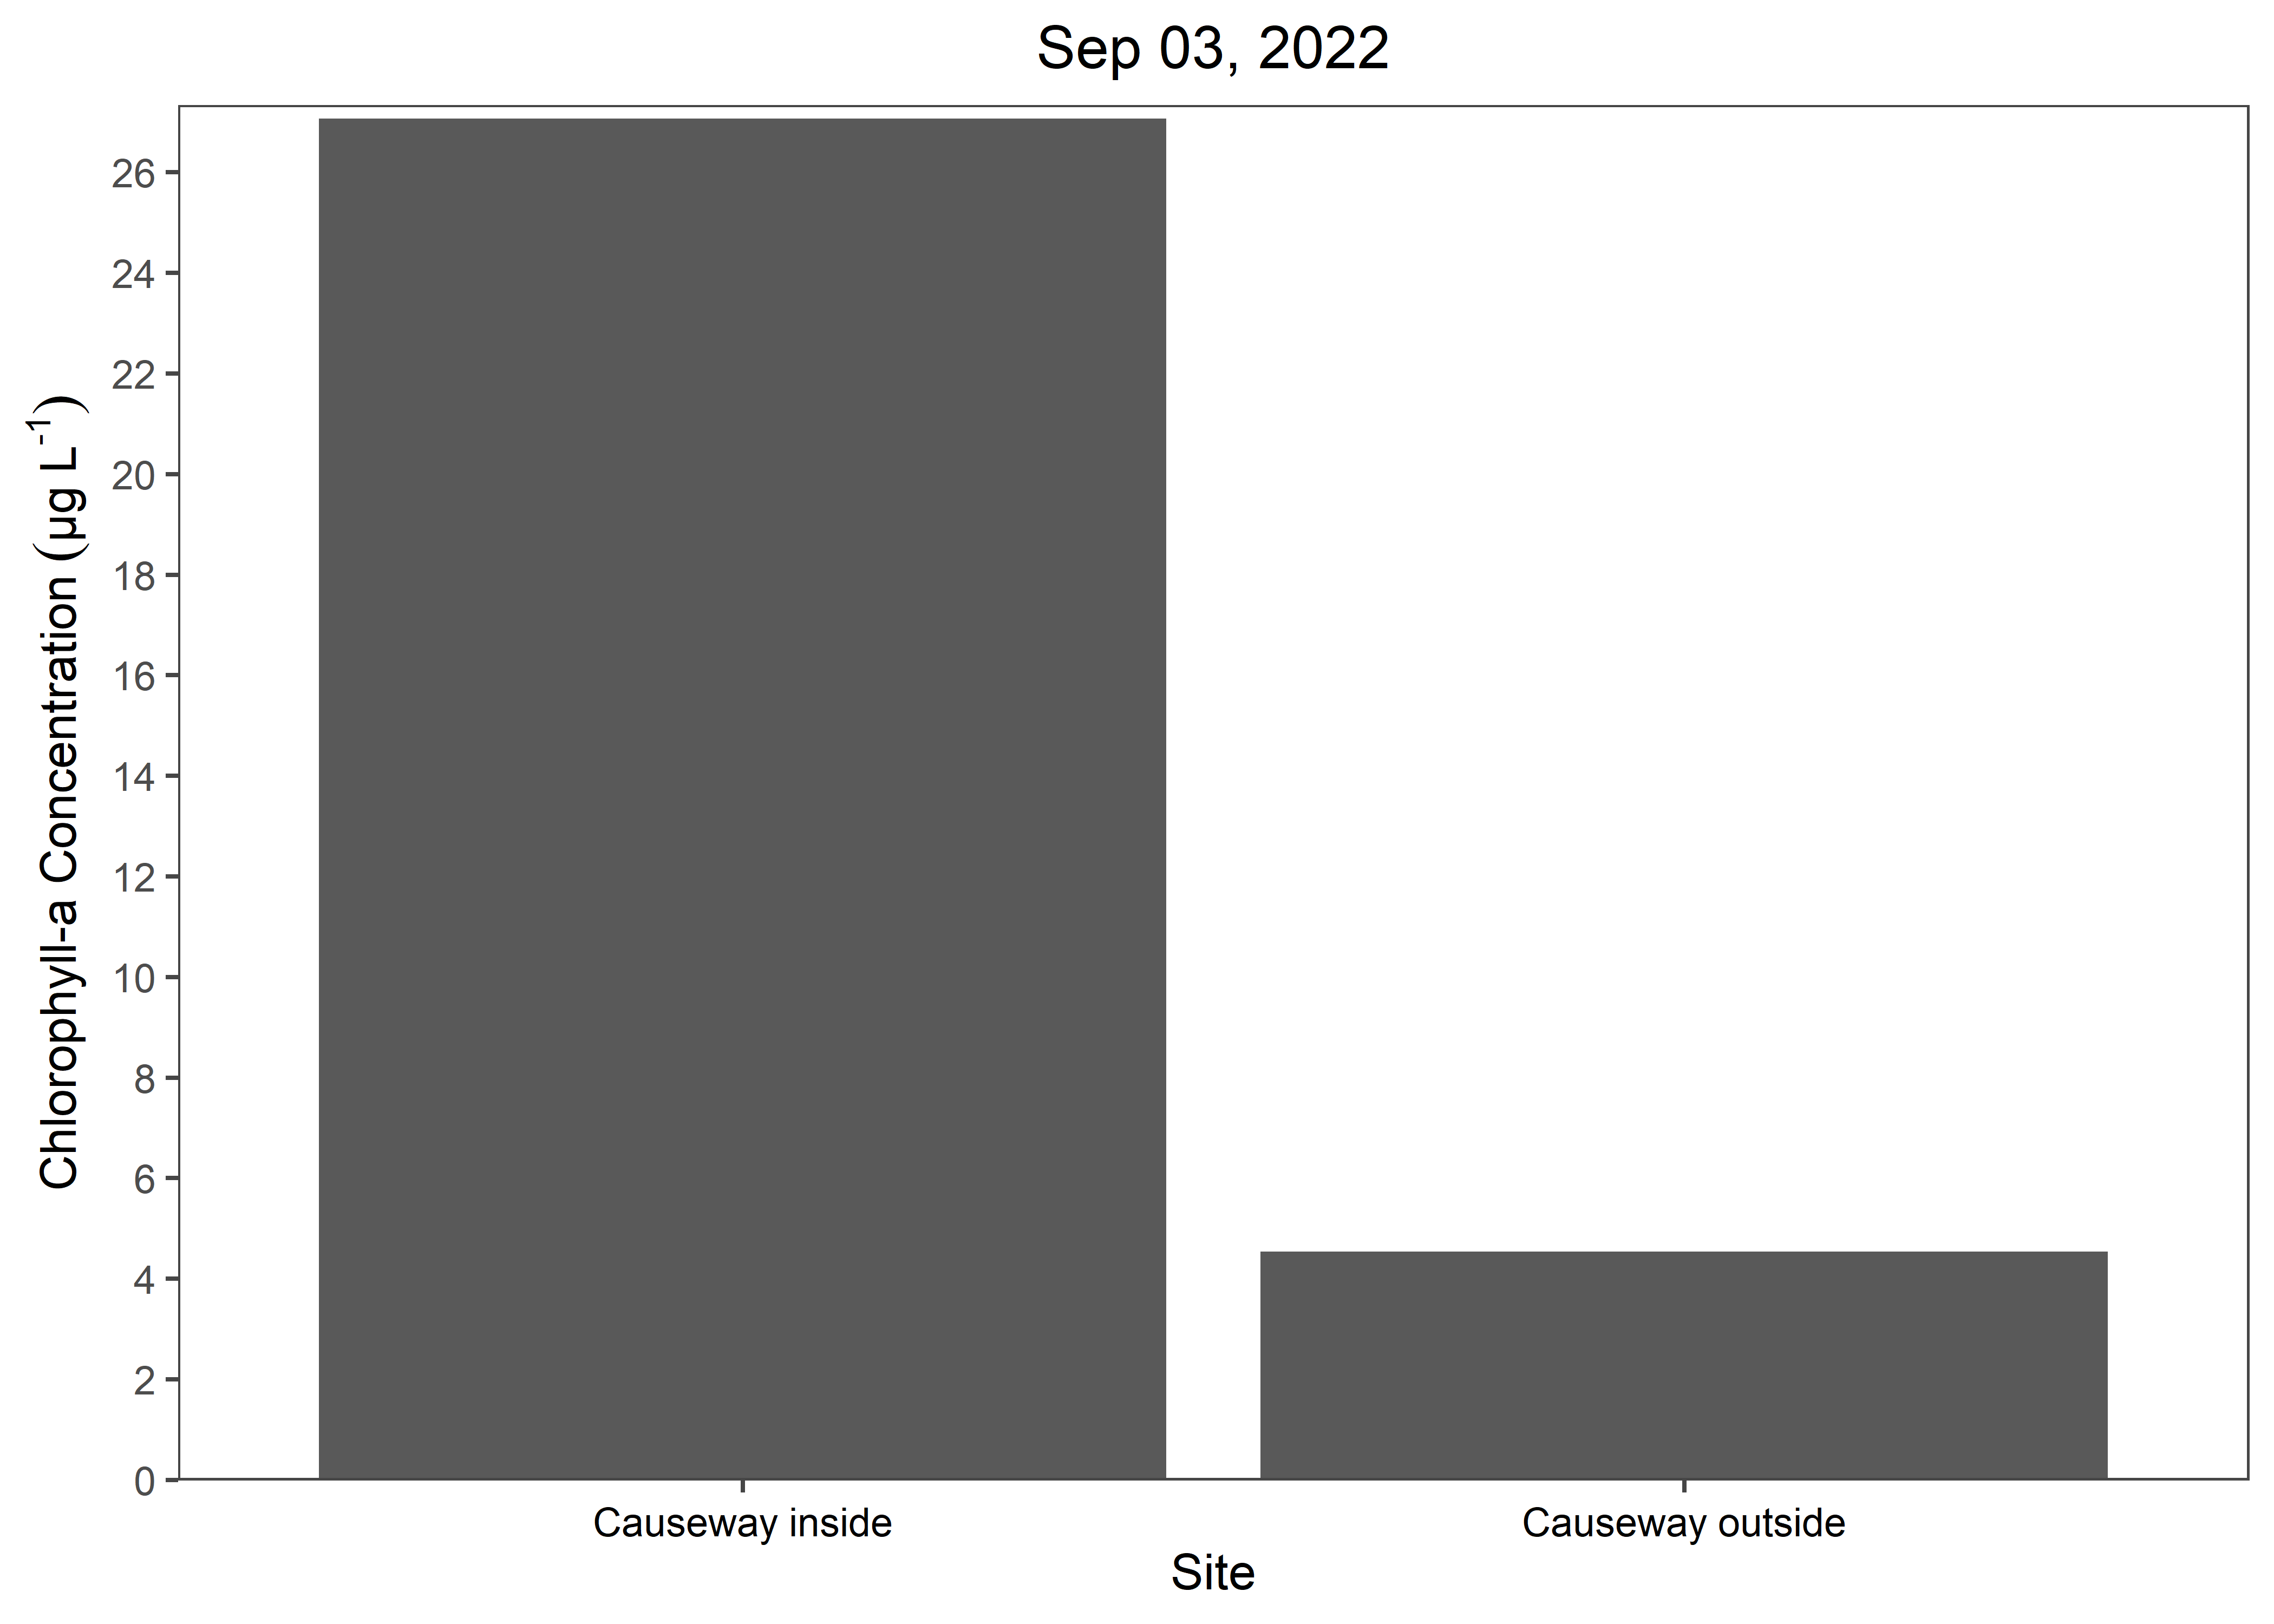 Sep 03, 2022
Chlorophyll-a Concentration (µg L⁻¹)
26
24
22
20
18
16
14
12
10
8
6
4
2
0
Causeway inside
Causeway outside
Site